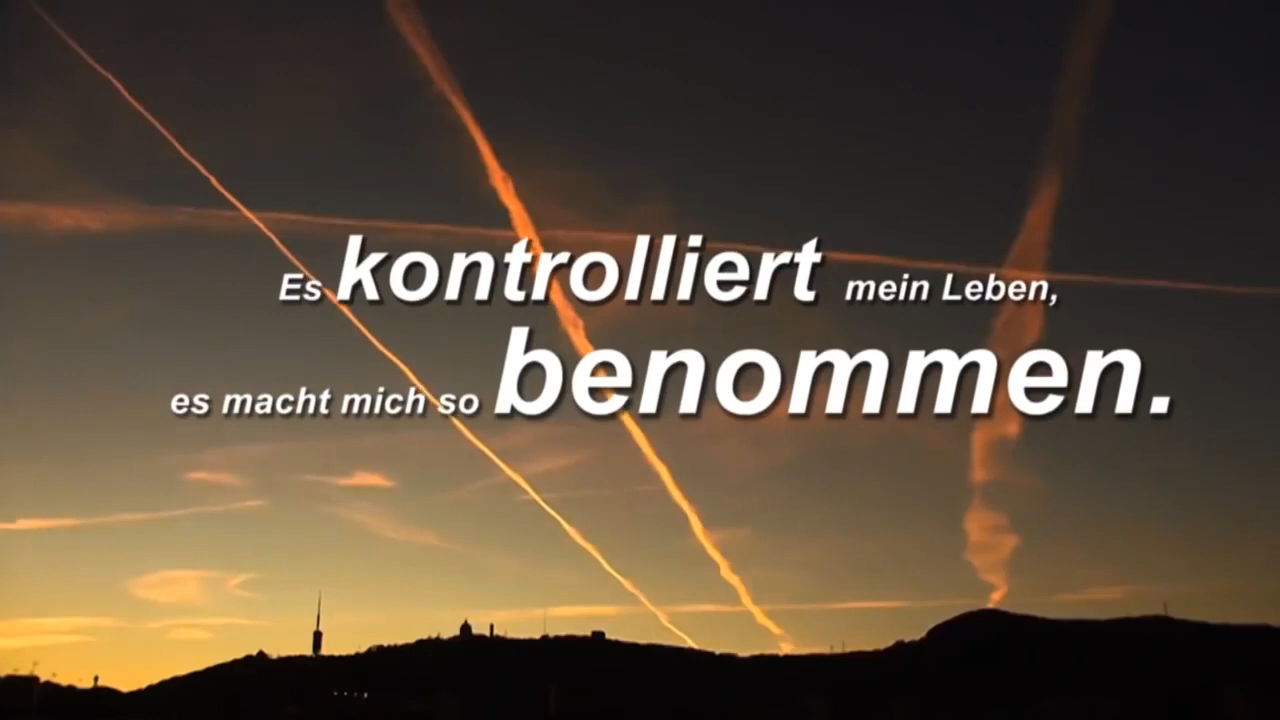 Es kontrolliert mein Leben,
es macht mich so benommen.